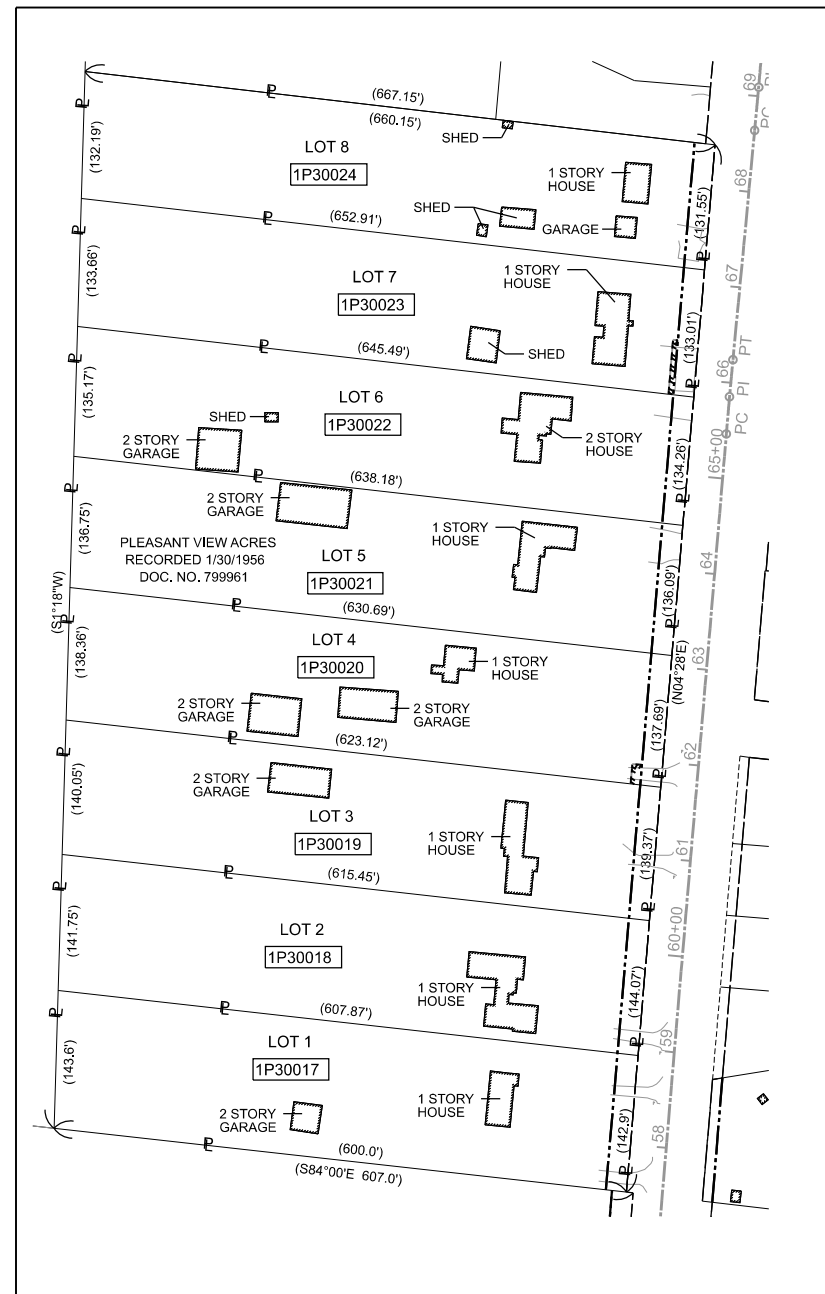 69
PC
(667.15')
(660.15')
(132.19')
SHED
LOT 8
1P30024
1 STORY
HOUSE
68
(131.55')
SHED
GARAGE
(652.91')
1 STORY
HOUSE
67
(133.66')
LOT 7
1P30023
(133.01')
SHED
(645.49')
PT
66
PI
PC
(135.17')
LOT 6
1P30022
SHED
2 STORY
GARAGE
2 STORY
HOUSE
(134.26')
65+00
(638.18')
2 STORY
GARAGE
(136.75')
PLEASANT VIEW ACRES
RECORDED 1/30/1956
DOC. NO. 799961
1 STORY
HOUSE
LOT 5
1P30021
64
(136.09')
(S1°18"W)
(630.69')
(138.36')
LOT 4
1P30020
1 STORY
HOUSE
63
(N04°28'E)
2 STORY
GARAGE
2 STORY
GARAGE
(137.69')
(623.12')
62
(140.05')
2 STORY
GARAGE
LOT 3
1P30019
1 STORY
HOUSE
61
(139.37')
(615.45')
(141.75')
LOT 2
1P30018
60+00
1 STORY
HOUSE
(144.07')
(607.87')
59
(143.6')
LOT 1
1P30017
2 STORY
GARAGE
1 STORY
HOUSE
58
(142.9')
(600.0')
(S84°00'E 607.0')